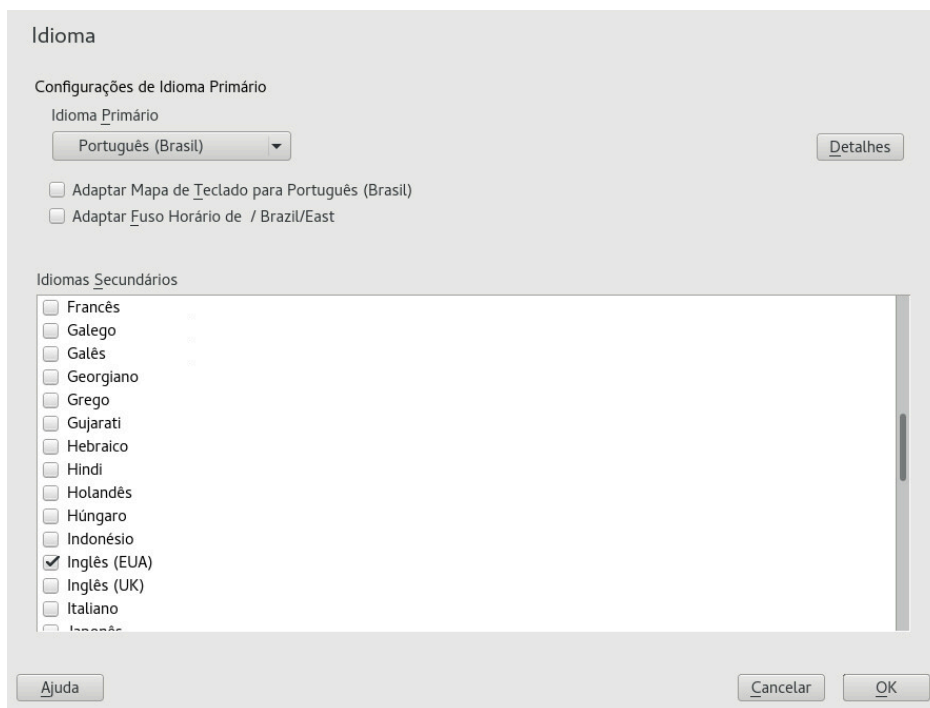 Idioma
Configurações de Idioma Primário
Idioma Primário
Português (Brasil)
Detalhes
Adaptar Mapa de Teclado para Português (Brasil)
Adaptar Fuso Horário de / Brazil/East
Idiomas Secundários
Francês
Galego
Galês
Georgiano
Grego
Gujarati
Hebraico
Hindi
Holandês
Húngaro
Indonésio
Inglês (EUA)
Inglês (UK)
Italiano
Japonês
Ajuda
Cancelar
OK